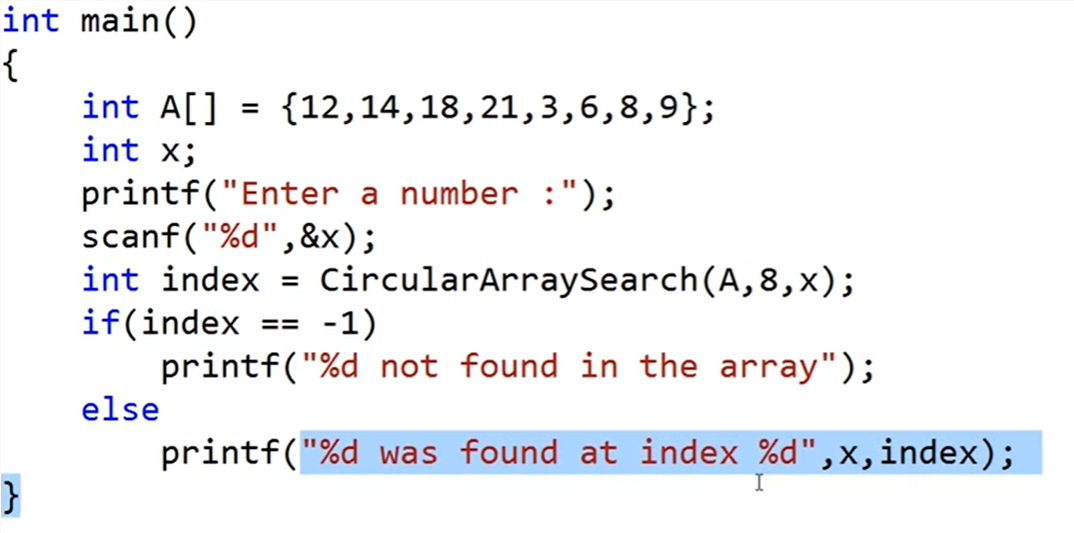 int main()
{
    int A[] = {12,14,18,21,3,6,8,9};
    int x;
    printf("Enter a number :");
    scanf("%d",&x);
    int index = CircularArraySearch(A,8,x);
    if(index == -1)
        printf("%d not found in the array");
    else
        printf("%d was found at index %d",x,index);
}